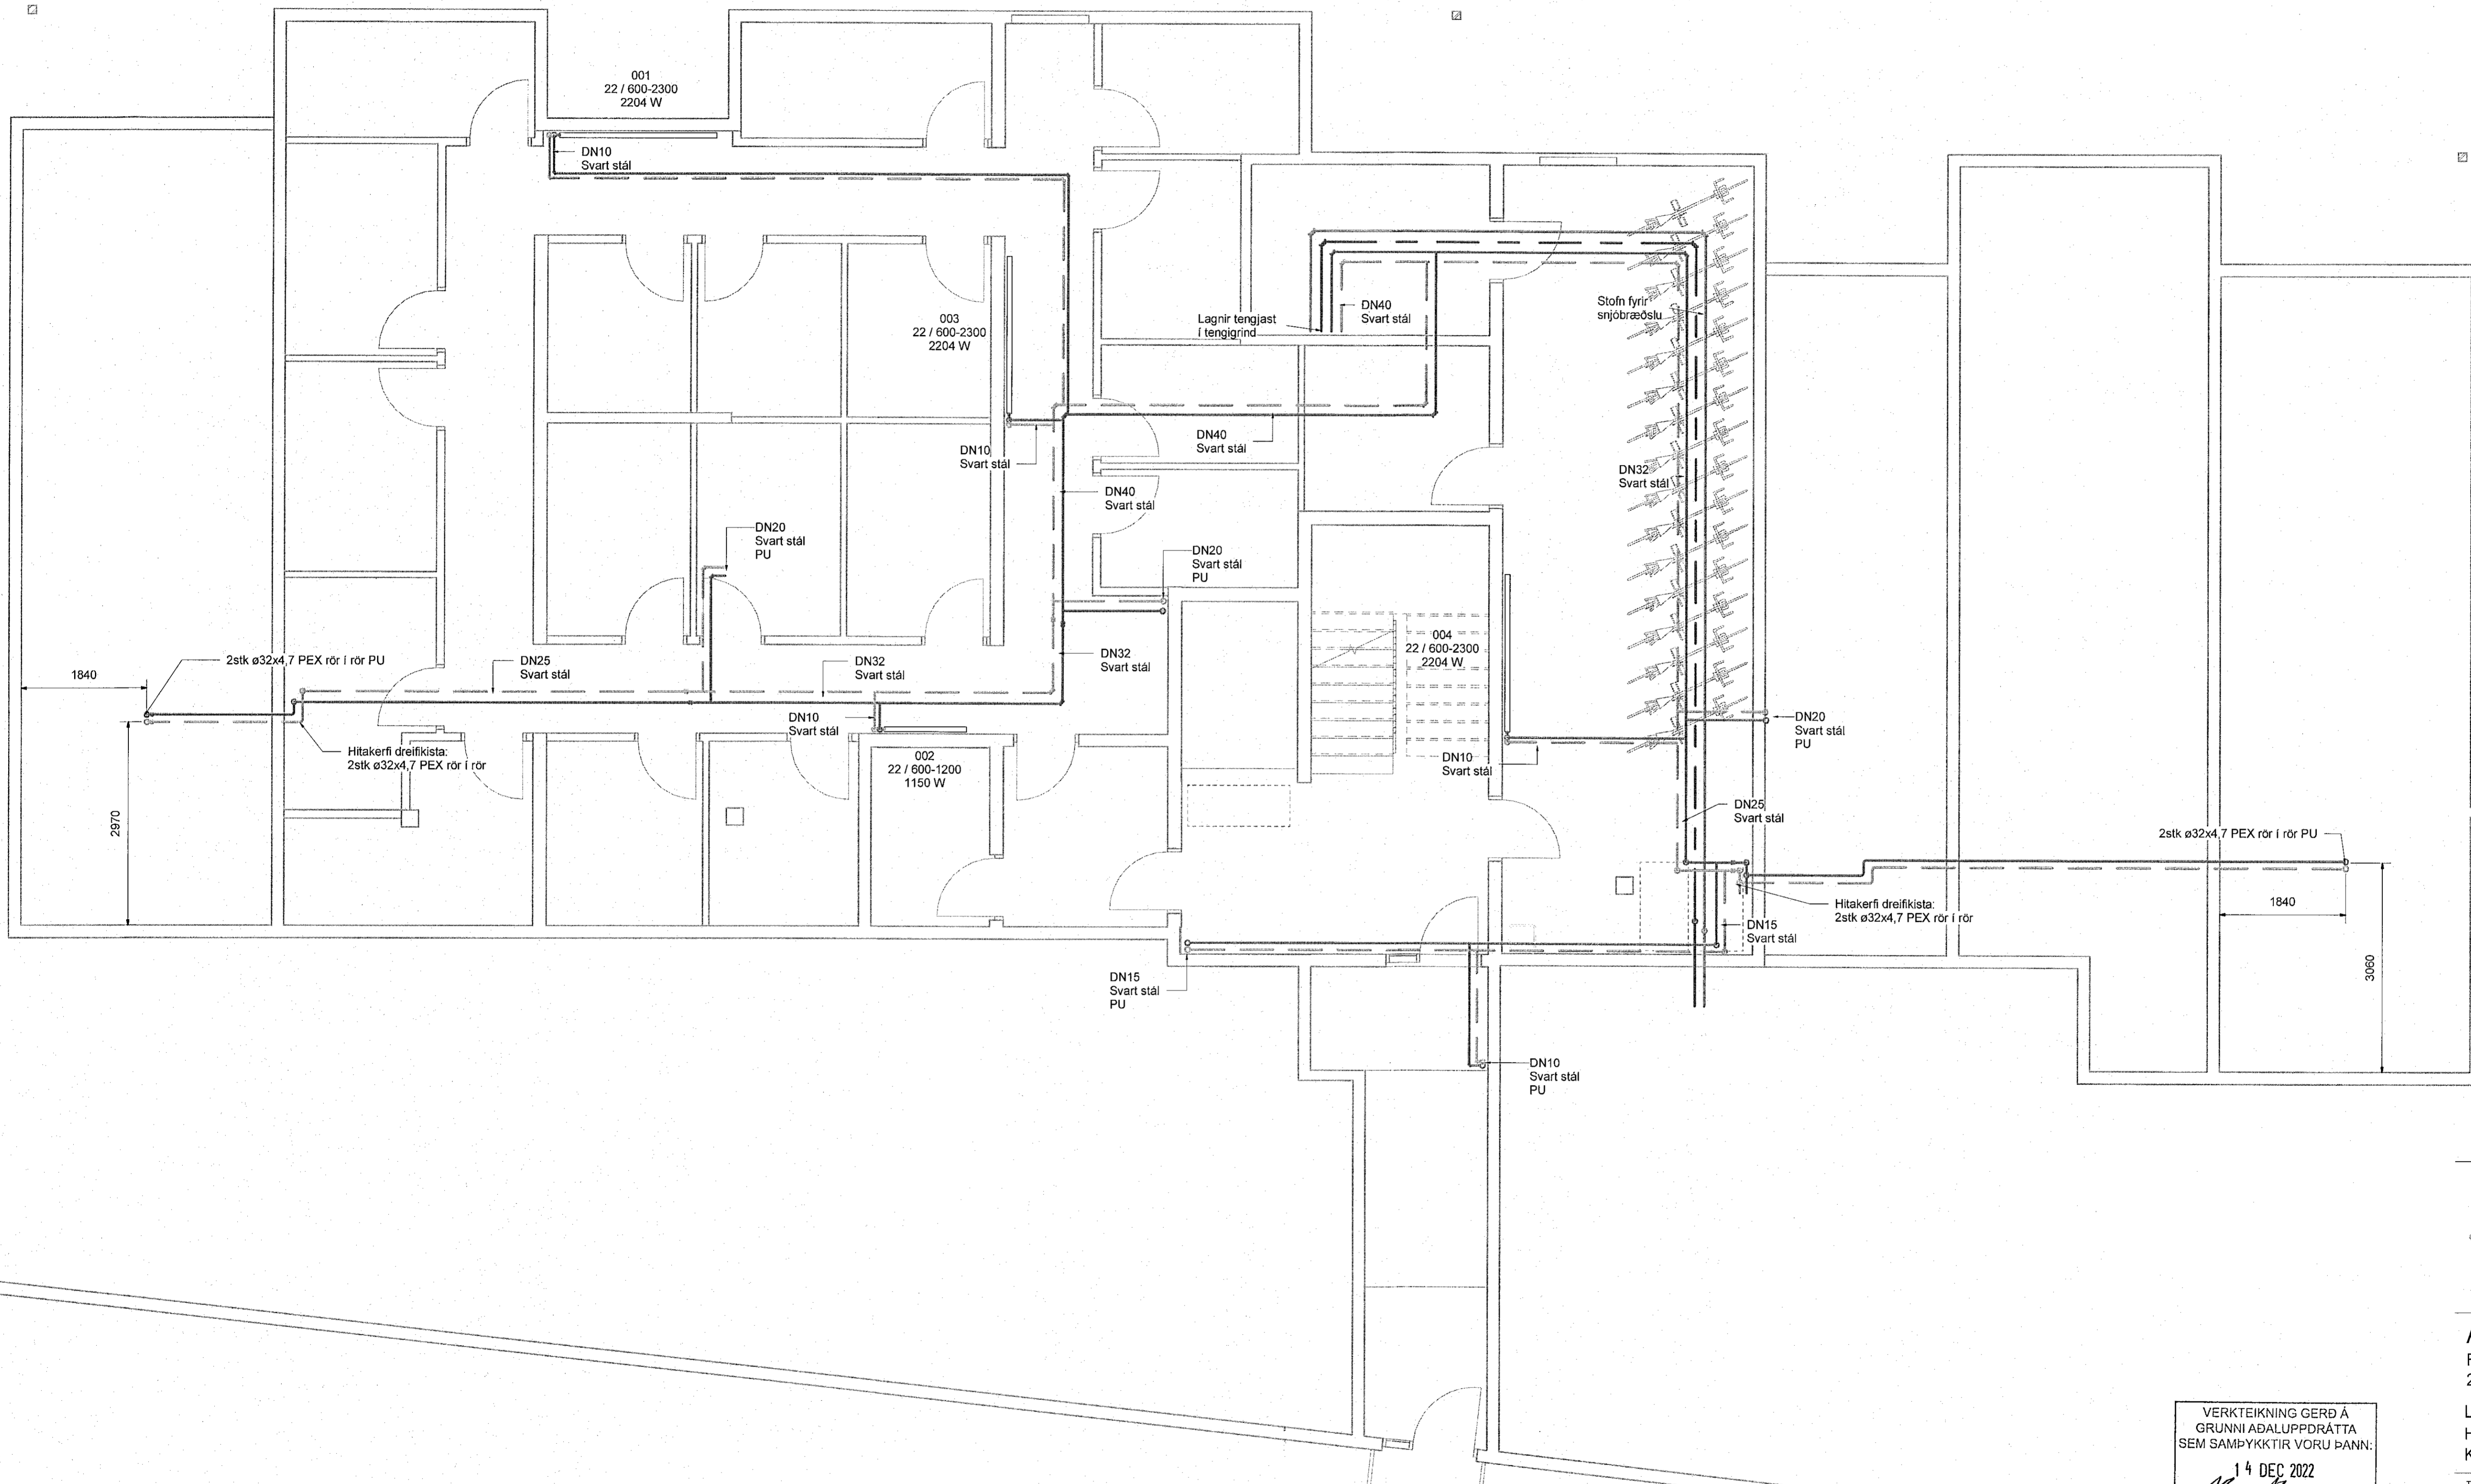 001
22 / 600-2300
2204 W
DN10
Svart stál
003
22 / 600-2300
2204 W
DN40
Svart stál
Lagnir tengjast
í tengigrind
Stofn fyrir
snjóbræðslu
DN10
Svart stál
DN40
Svart stál
DN32
Svart stál
DN40
Svart stál
DN20
Svart stál
PU
DN20
Svart stál
PU
004
22 / 600-2300
2204 W
2stk ø32x4,7 PEX rör í rör PU
1840
DN25
Svart stál
DN32
Svart stál
DN32
Svart stál
DN10
Svart stál
DN20
Svart stál
PU
Hitakerfi dreifikista:
2stk ø32x4,7 PEX rör í rör
002
22 / 600-1200
1150 W
DN10
Svart stál
2970
DN25
Svart stál
2stk ø32x4,7 PEX rör í rör PU
Hitakerfi dreifikista:
2stk ø32x4,7 PEX rör í rör
1840
DN15
Svart stál
DN15
Svart stál
PU
3060
DN10
Svart stál
PU
VERKTEIKNING GERÐ Á
GRUNNI AÐALUPPDRÁTTA
SEM SAMÞYKKTIR VORU ÞANN:
14 DEC 2022